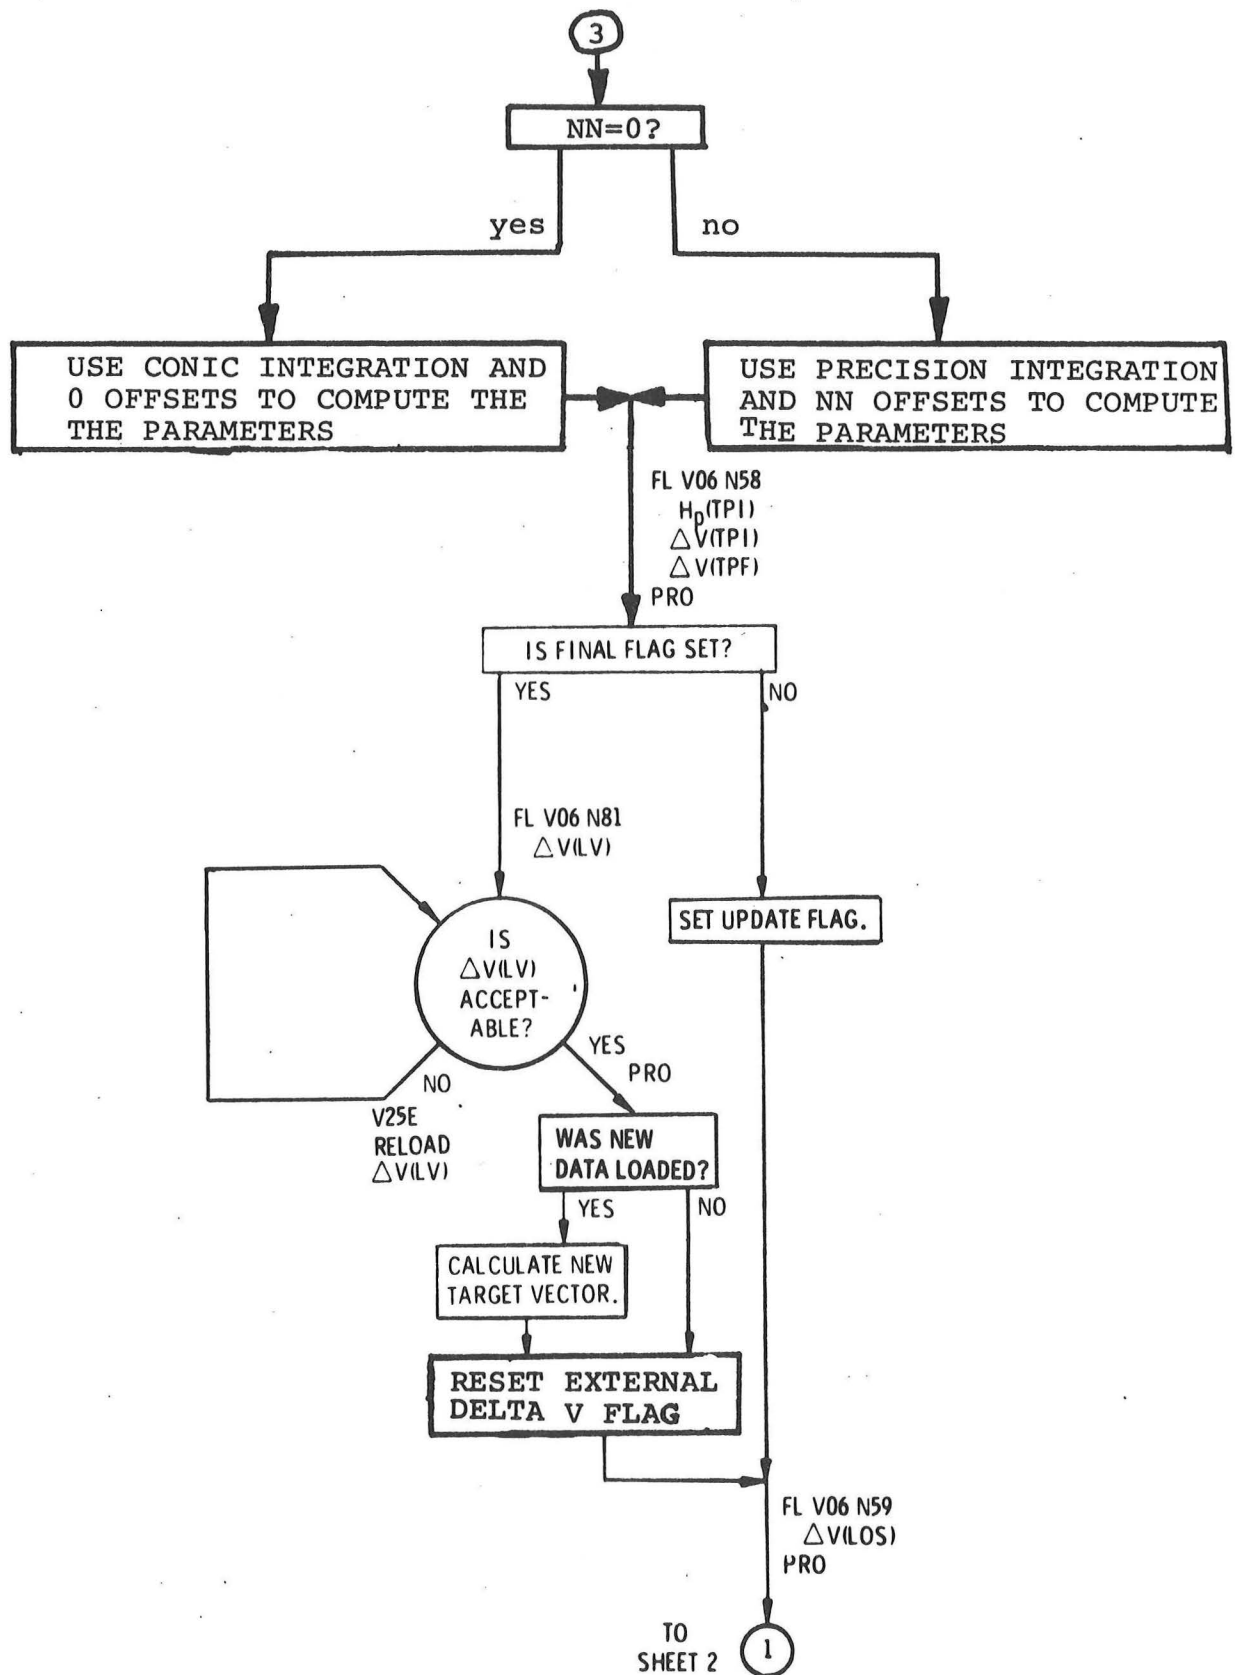 3
NN=0?
yes
no
USE CONIC INTEGRATION AND
0 OFFSETS TO COMPUTE THE
THE PARAMETERS
USE PRECISION INTEGRATION
AND NN OFFSETS TO COMPUTE
THE PARAMETERS
FL V06 N58
Hp(TPI)
△V(TPI)
△V(TPF)
PRO
IS FINAL FLAG SET?
YES
NO
FL V06 N81
△V(LV)
SET UPDATE FLAG.
IS
△V(LV)
ACCEPT-
ABLE?
YES
PRO
NO
V25E
RELOAD
△V(LV)
WAS NEW
DATA LOADED?
YES
NO
CALCULATE NEW
TARGET VECTOR.
RESET EXTERNAL
DELTA V FLAG
FL V06 N59
△V(LOS)
PRO
TO
SHEET 2
1